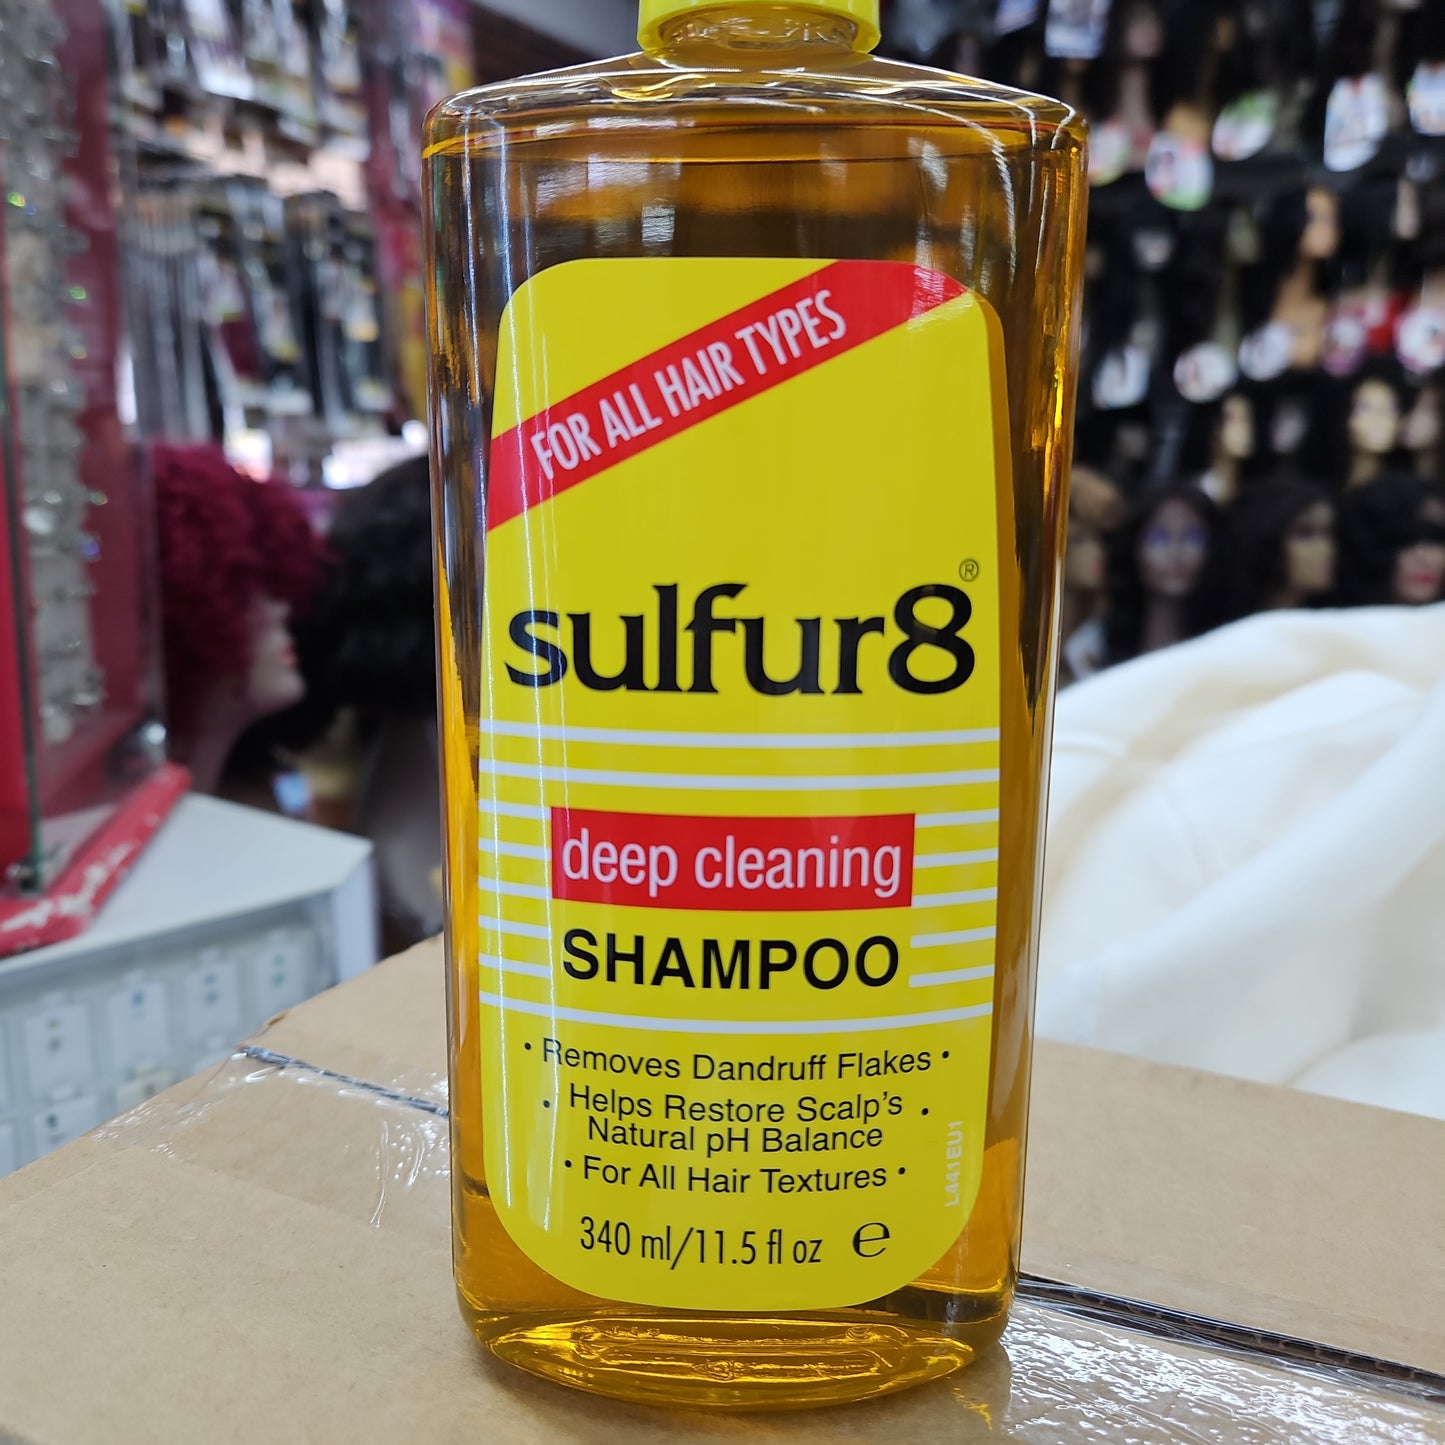 FOR ALL HAIR TYPES
sulfur8®
deep cleaning
SHAMPOO
• Removes Dandruff Flakes •
• Helps Restore Scalp's •
Natural pH Balance
• For All Hair Textures •
L441EU1
340 ml/11.5 fl oz ℮